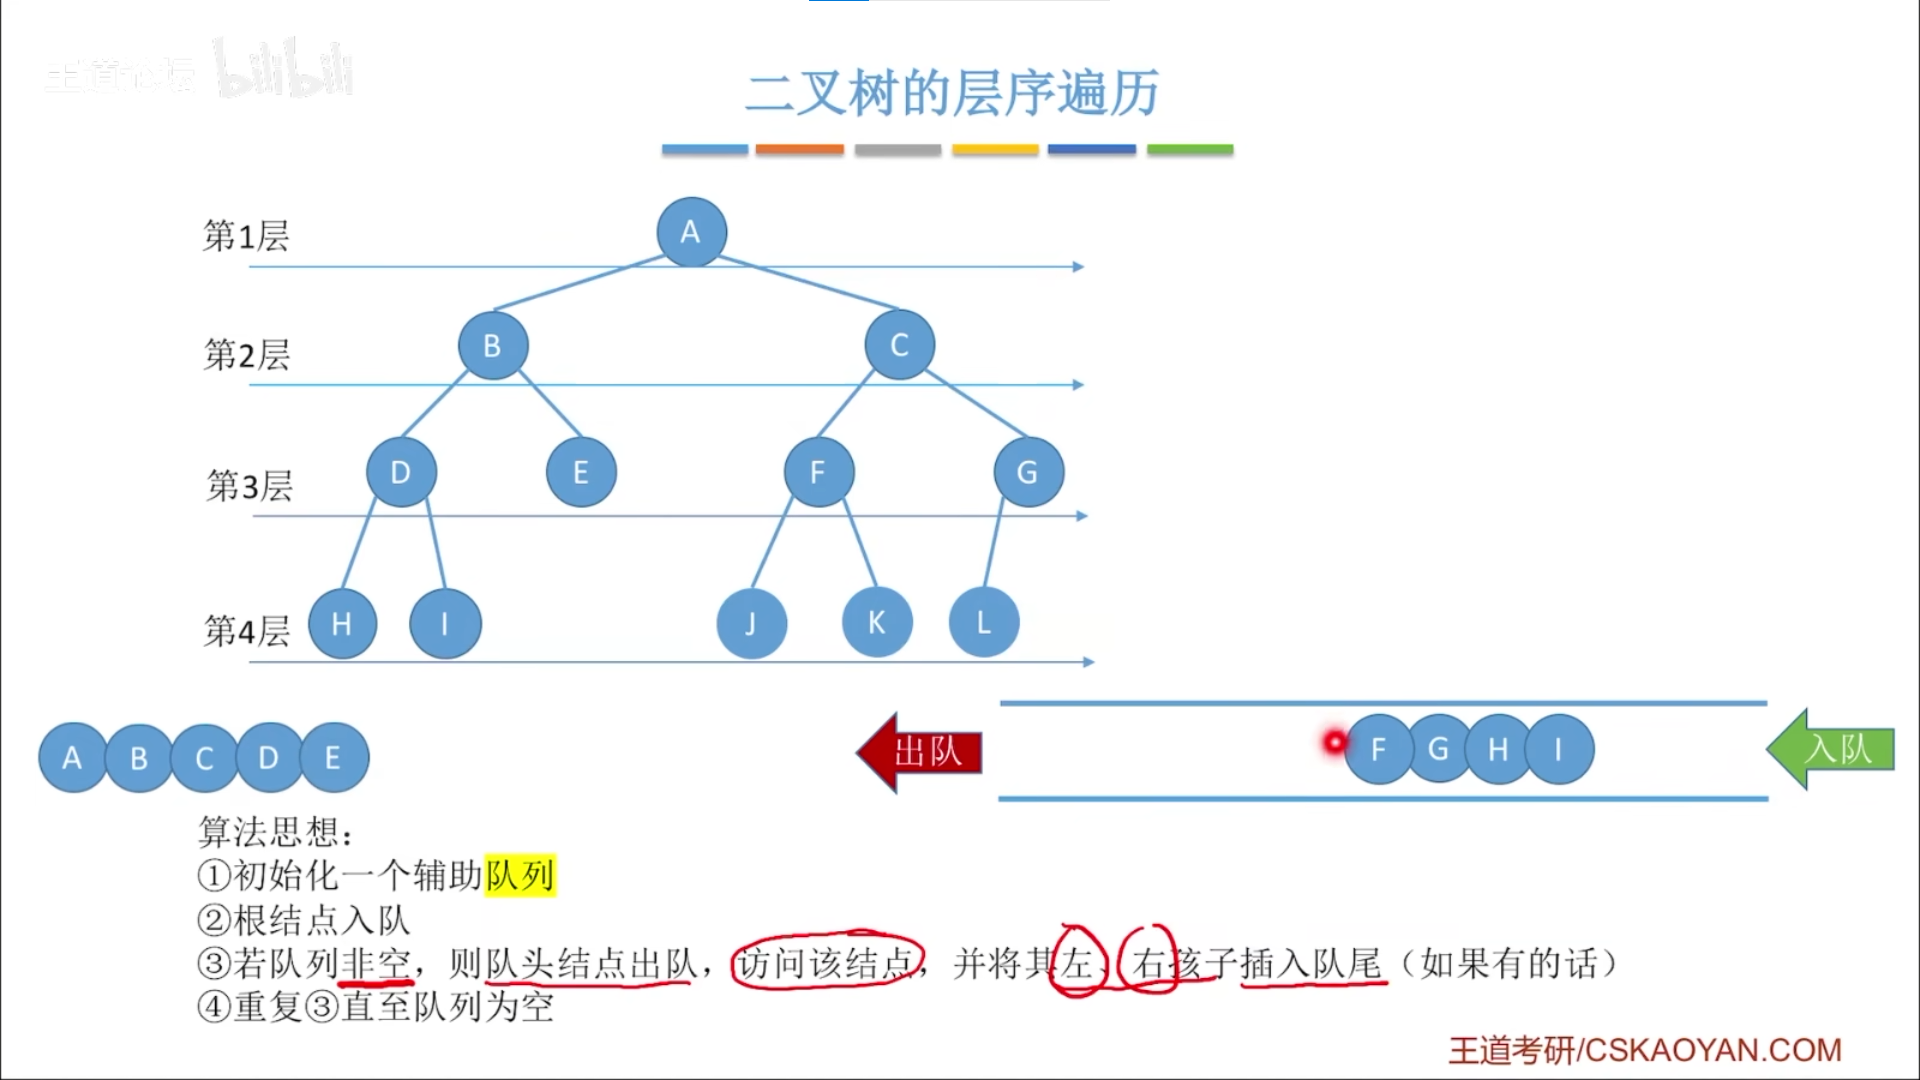 王道论坛 bilibili
二叉树的层序遍历
第1层
A
第2层
B C
第3层
D E F G
第4层
H I J K L
A B C D E
出队
F G H I
入队
算法思想：
①初始化一个辅助队列
②根结点入队
③若队列非空，则队头结点出队，访问该结点，并将其左、右孩子插入队尾（如果有的话）
④重复③直至队列为空
王道考研/CSKAOYAN.COM